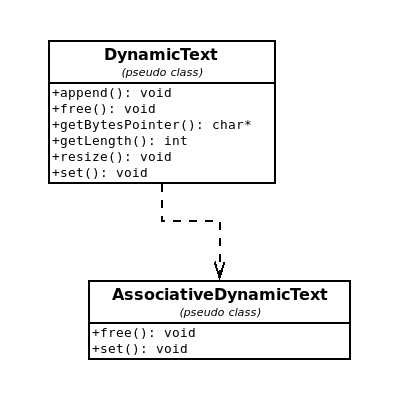 DynamicText
(pseudo class)
+append(): void
+free(): void
+getBytesPointer(): char*
+getLength(): int
+resize(): void
+set(): void
AssociativeDynamicText
(pseudo class)
+free(): void
+set(): void